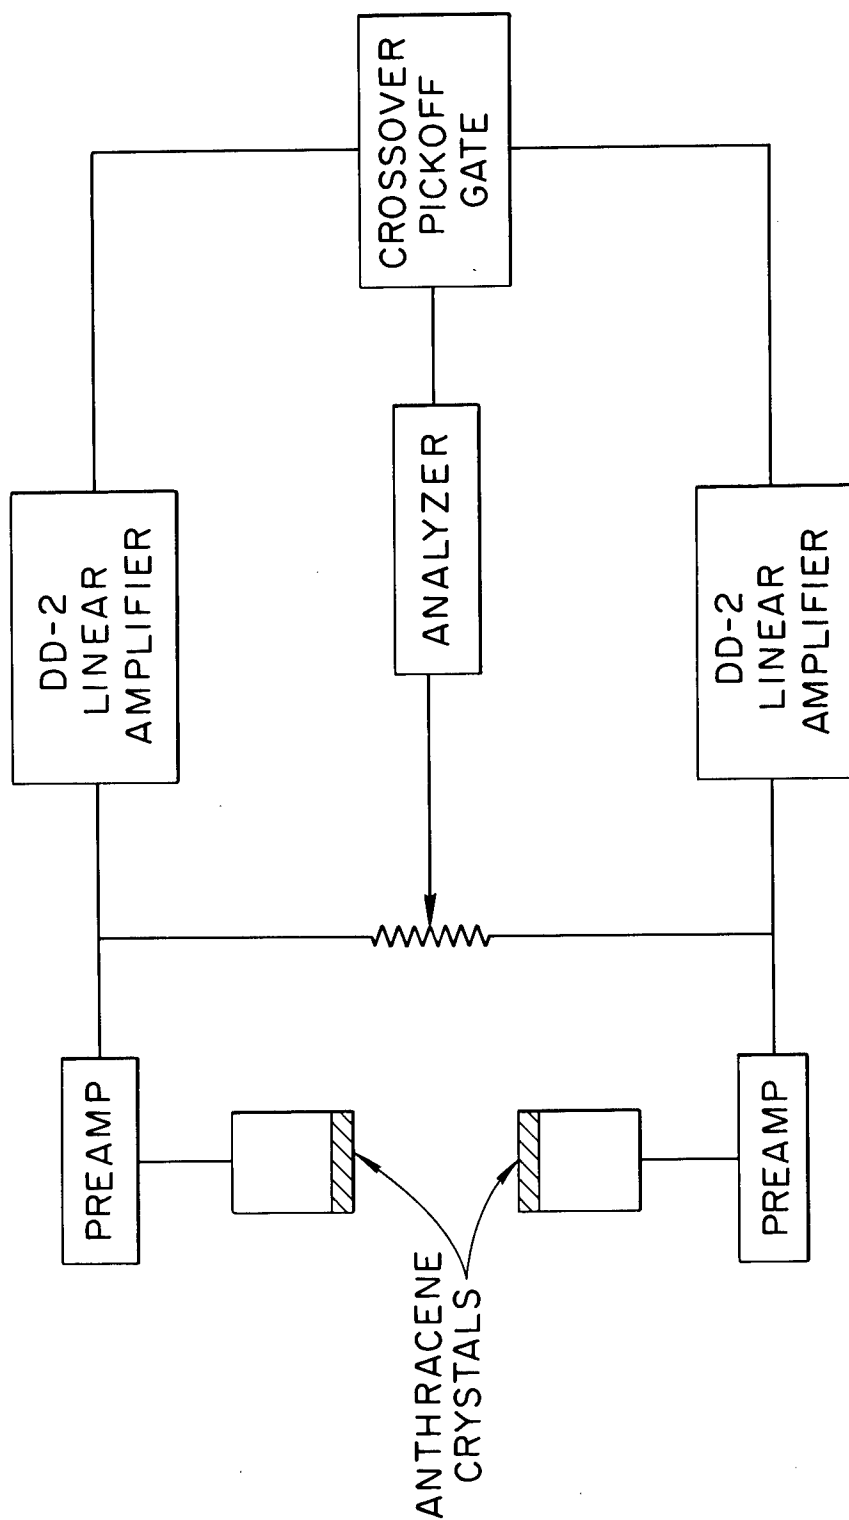 PREAMP
DD-2
LINEAR
AMPLIFIER
ANTHRACENE
CRYSTALS
ANALYZER
CROSSOVER
PICKOFF
GATE
PREAMP
DD-2
LINEAR
AMPLIFIER